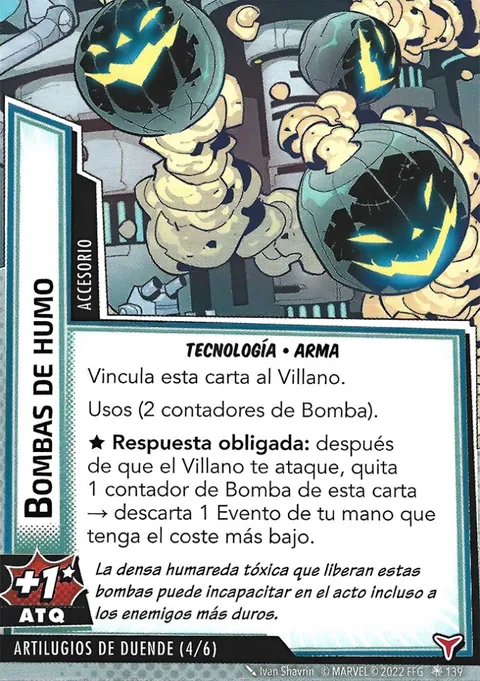 BOMBAS DE HUMO
ACCESORIO
TECNOLOGÍA • ARMA
Vincula esta carta al Villano.
Usos (2 contadores de Bomba).
★ Respuesta obligada: después
de que el Villano te ataque, quita
1 contador de Bomba de esta carta
→ descarta 1 Evento de tu mano que
tenga el coste más bajo.
La densa humareda tóxica que liberan estas
bombas puede incapacitar en el acto incluso a
los enemigos más duros.
+1★
ATQ
ARTILUGIOS DE DUENDE (4/6)
Ivan Shavrin © MARVEL © 2022 FFG 139